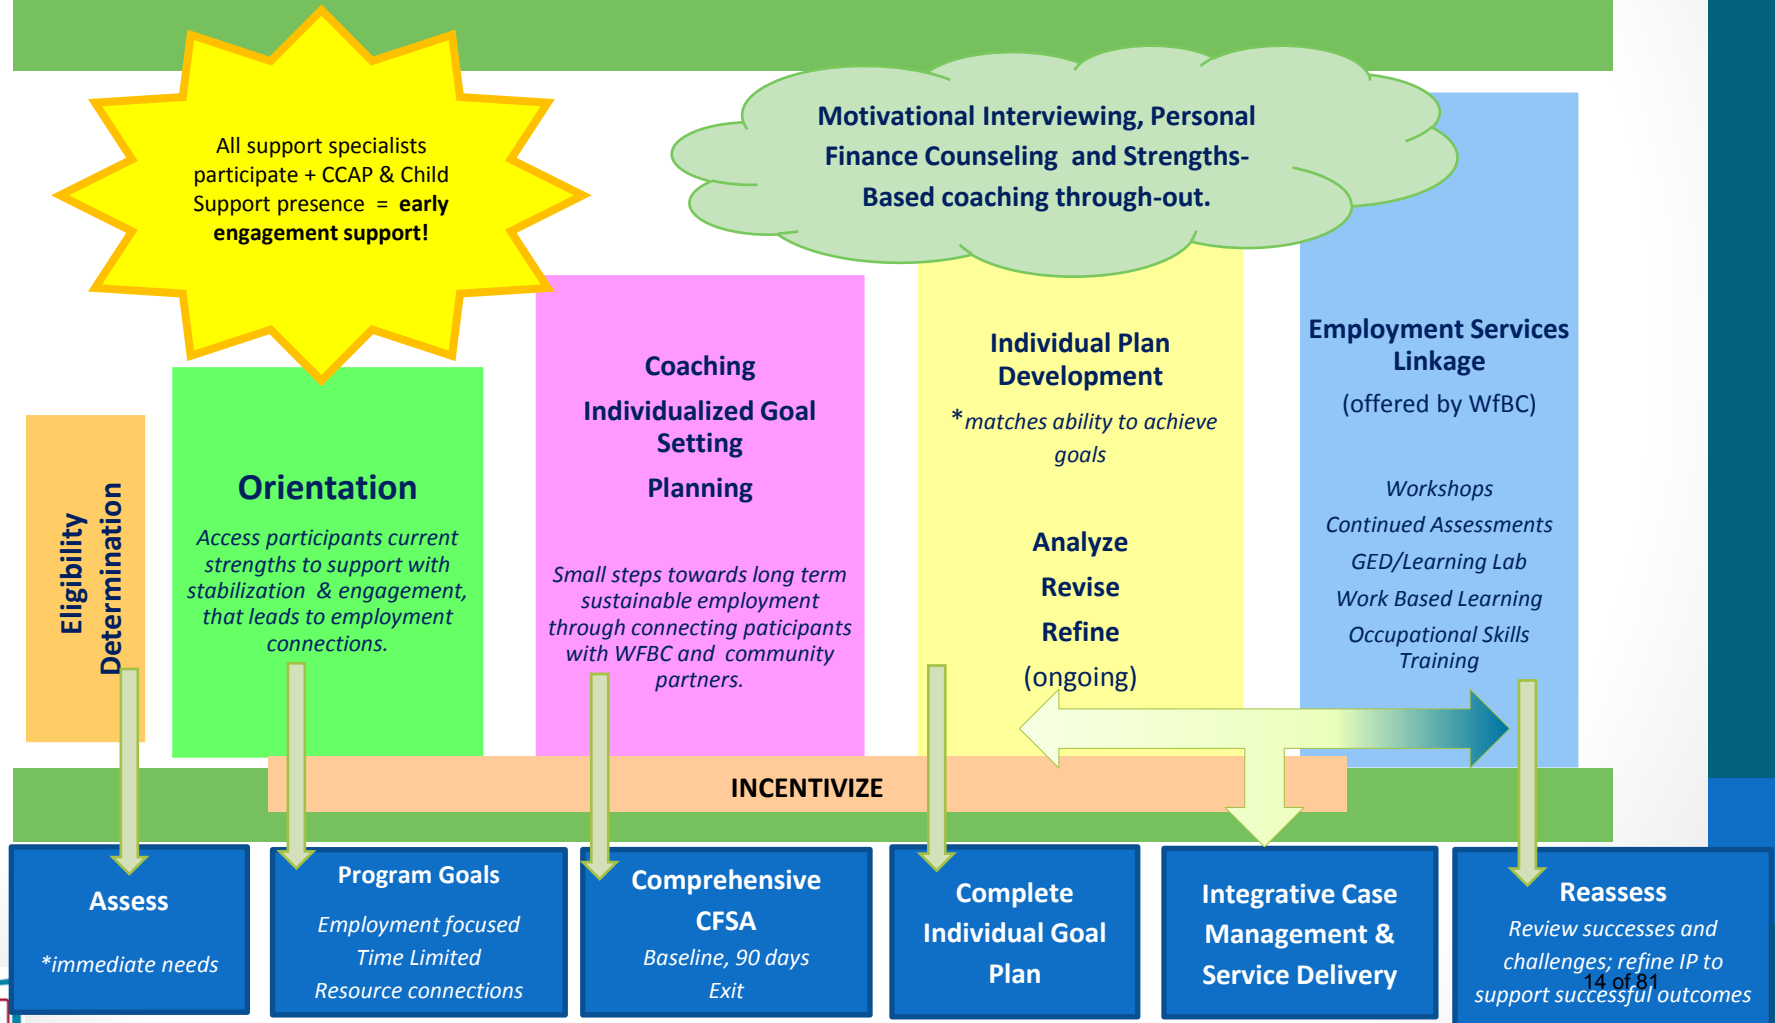 All support specialists
participate + CCAP & Child
Support presence = early
engagement support!
Motivational Interviewing, Personal
Finance Counseling and Strengths-
Based coaching through-out.
Eligibility
Determination
Orientation
Access participants current
strengths to support with
stabilization & engagement,
that leads to employment
connections.
Coaching
Individualized Goal
Setting
Planning
Small steps towards long term
sustainable employment
through connecting paticipants
with WFBC and community
partners.
Individual Plan
Development
*matches ability to achieve
goals
Analyze
Revise
Refine
(ongoing)
Employment Services
Linkage
(offered by WfBC)
Workshops
Continued Assessments
GED/Learning Lab
Work Based Learning
Occupational Skills
Training
INCENTIVIZE
Assess
*immediate needs
Program Goals
Employment focused
Time Limited
Resource connections
Comprehensive
CFSA
Baseline, 90 days
Exit
Complete
Individual Goal
Plan
Integrative Case
Management &
Service Delivery
Reassess
Review successes and
challenges; refine IP to
support successful outcomes
14 of 81